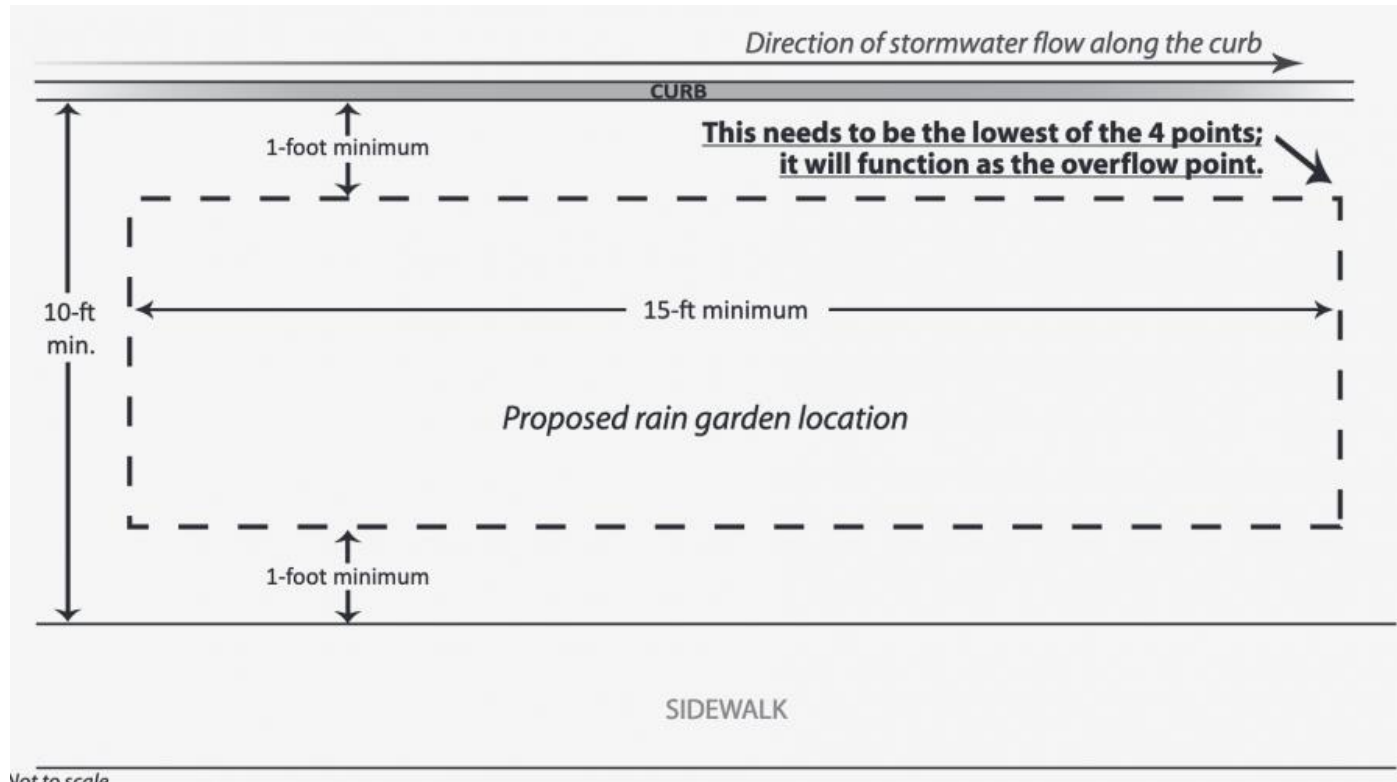 Direction of stormwater flow along the curb
CURB
1-foot minimum
This needs to be the lowest of the 4 points;
it will function as the overflow point.
10-ft
min.
15-ft minimum
Proposed rain garden location
1-foot minimum
SIDEWALK
Not to scale